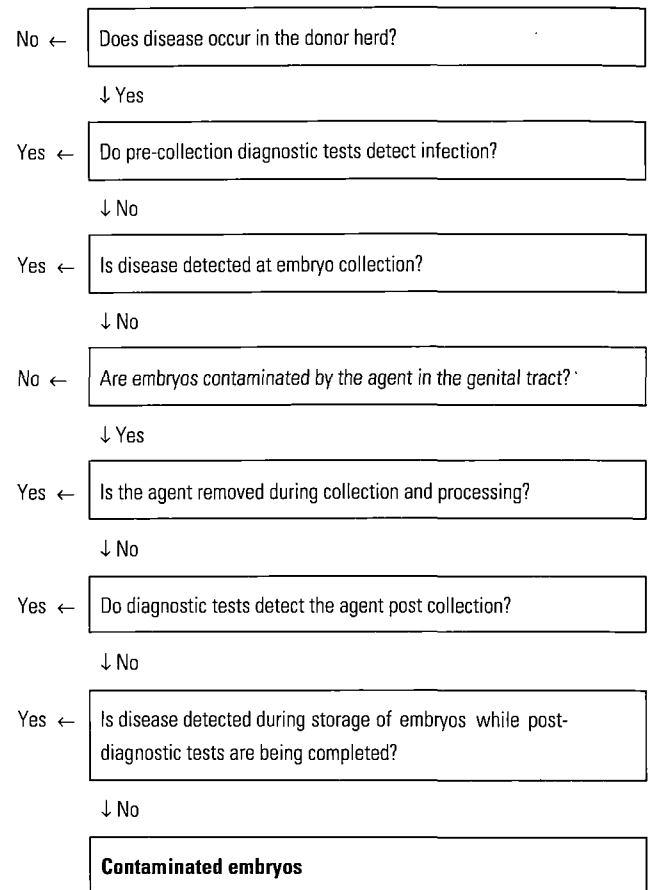 No ← Does disease occur in the donor herd?
↓ Yes
Yes ← Do pre-collection diagnostic tests detect infection?
↓ No
Yes ← Is disease detected at embryo collection?
↓ No
No ← Are embryos contaminated by the agent in the genital tract?
↓ Yes
Yes ← Is the agent removed during collection and processing?
↓ No
Yes ← Do diagnostic tests detect the agent post collection?
↓ No
Yes ← Is disease detected during storage of embryos while post-
diagnostic tests are being completed?
↓ No
Contaminated embryos